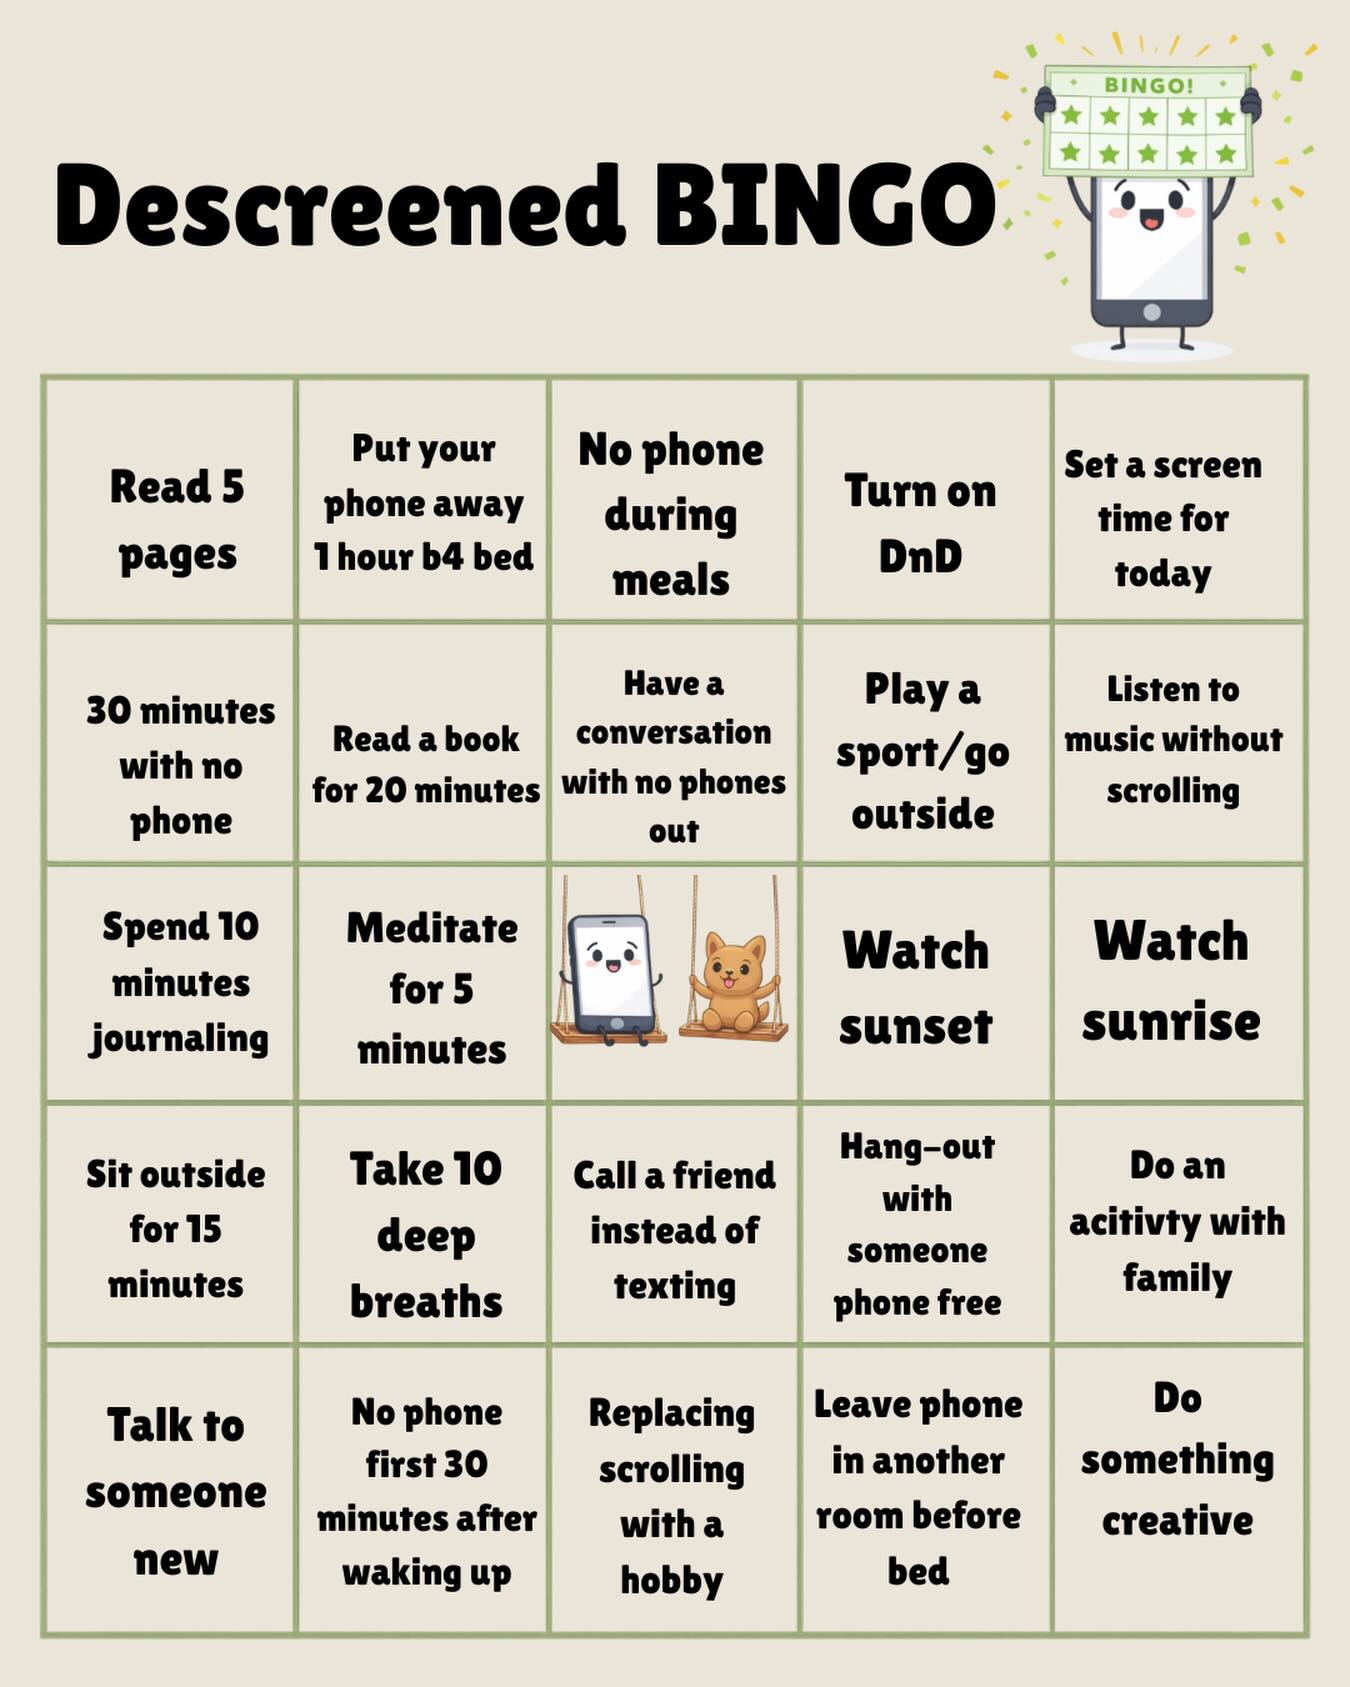 BINGO!
Descreened BINGO
Read 5
pages
Put your
phone away
1 hour b4 bed
No phone
during
meals
Turn on
DnD
Set a screen
time for
today
30 minutes
with no
phone
Read a book
for 20 minutes
Have a
conversation
with no phones
out
Play a
sport/go
outside
Listen to
music without
scrolling
Spend 10
minutes
journaling
Meditate
for 5
minutes
Watch
sunset
Watch
sunrise
Sit outside
for 15
minutes
Take 10
deep
breaths
Call a friend
instead of
texting
Hang-out
with
someone
phone free
Do an
acitivty with
family
Talk to
someone
new
No phone
first 30
minutes after
waking up
Replacing
scrolling
with a
hobby
Leave phone
in another
room before
bed
Do
something
creative